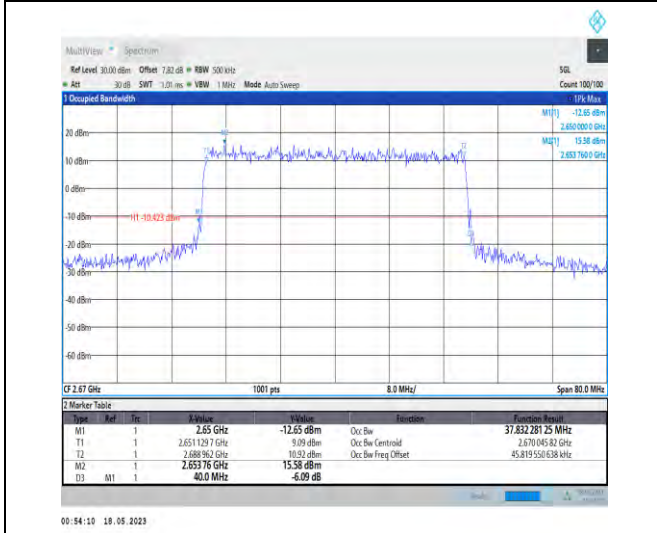 MultiView Spectrum
Ref Level 30.00 dBm Offset 7.82 dB RBW 500 kHz SGL
Att 30 dB SWT 1.01 ms VBW 1 MHz Mode Auto Sweep Count 100/100
1 Occupied Bandwidth 1Pk Max
M1[1] -12.65 dBm
2.650 000 0 GHz
20 dBm M2[1] 15.58 dBm
2.653 760 0 GHz
10 dBm
0 dBm
-10 dBm H1 -10.423 dBm
-20 dBm
-30 dBm
-40 dBm
-50 dBm
-60 dBm
CF 2.67 GHz 1001 pts 8.0 MHz/ Span 80.0 MHz
2 Marker Table
Type Ref Trc X-Value Y-Value Function Function Result
M1 1 2.65 GHz -12.65 dBm Occ Bw 37.832 281 25 MHz
T1 1 2.651 129 7 GHz 9.09 dBm Occ Bw Centroid 2.670 045 82 GHz
T2 1 2.688 962 GHz 10.92 dBm Occ Bw Freq Offset 45.819 550 638 kHz
M2 1 2.653 76 GHz 15.58 dBm
D3 M1 1 40.0 MHz -6.09 dB
00:54:10 18.05.2023